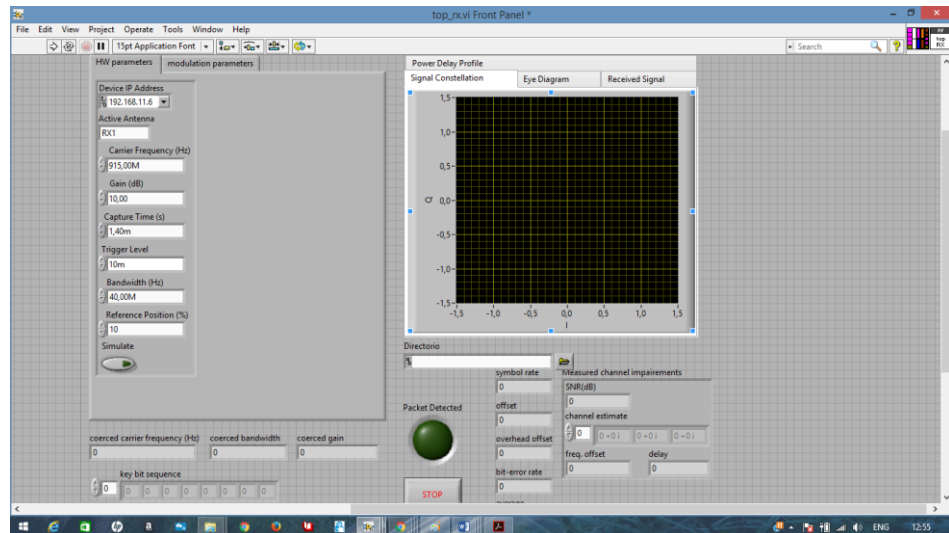 top_rx.vi Front Panel *
File Edit View Project Operate Tools Window Help
15pt Application Font
Search
top
RX
HW parameters modulation parameters
Device IP Address
192.168.11.6
Active Antenna
RX1
Carrier Frequency (Hz)
915,00M
Gain (dB)
10,00
Capture Time (s)
1,40m
Trigger Level
10m
Bandwidth (Hz)
40,00M
Reference Position (%)
10
Simulate
Power Delay Profile
Signal Constellation Eye Diagram Received Signal
1,5
1,0
0,5
0,0
-0,5
-1,0
-1,5
Q
-1,5 -1,0 -0,5 0,0 0,5 1,0 1,5
I
Directorio
symbol rate
0
offset
0
overhead offset
0
bit-error rate
0
Measured channel impairements
SNR(dB)
0
channel estimate
0 0+0 i 0+0 i 0+0 i
freq. offset delay
0 0
Packet Detected
STOP
coerced carrier frequency (Hz) coerced bandwidth coerced gain
0 0 0
key bit sequence
0 0 0 0 0 0 0 0 0
ENG 12:55